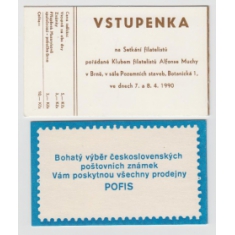 VSTUPENKA
na Setkání filatelistů
pořádané Klubem filatelistů Alfonse Muchy
v Brně, v sále Pozemních staveb, Botanická 1,
ve dnech 7. a 8. 4. 1990
Bohatý výběr československých
poštovních známek
Vám poskytnou všechny prodejny
POFIS